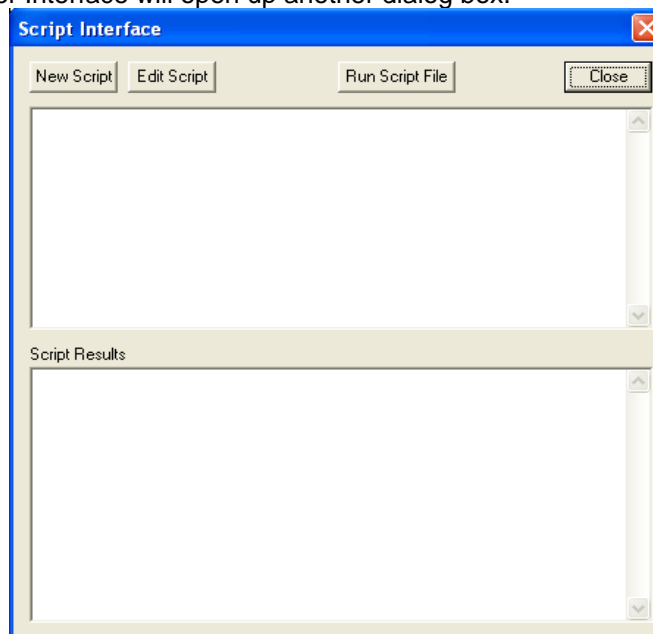 Interface will open up another dialog box.
Script Interface
New Script Edit Script Run Script File Close
Script Results